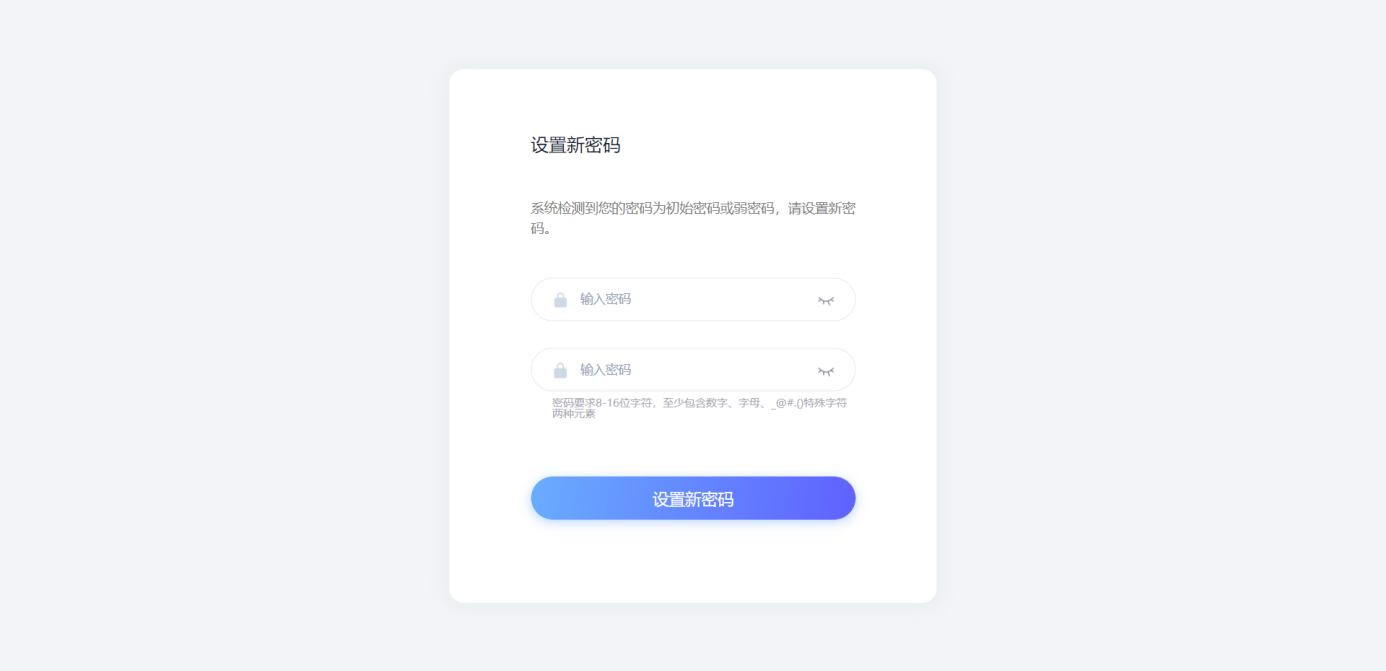 设置新密码
系统检测到您的密码为初始密码或弱密码，请设置新密
码。
输入密码
输入密码
密码要求8-16位字符，至少包含数字、字母、_@#.()特殊字符
两种元素
设置新密码